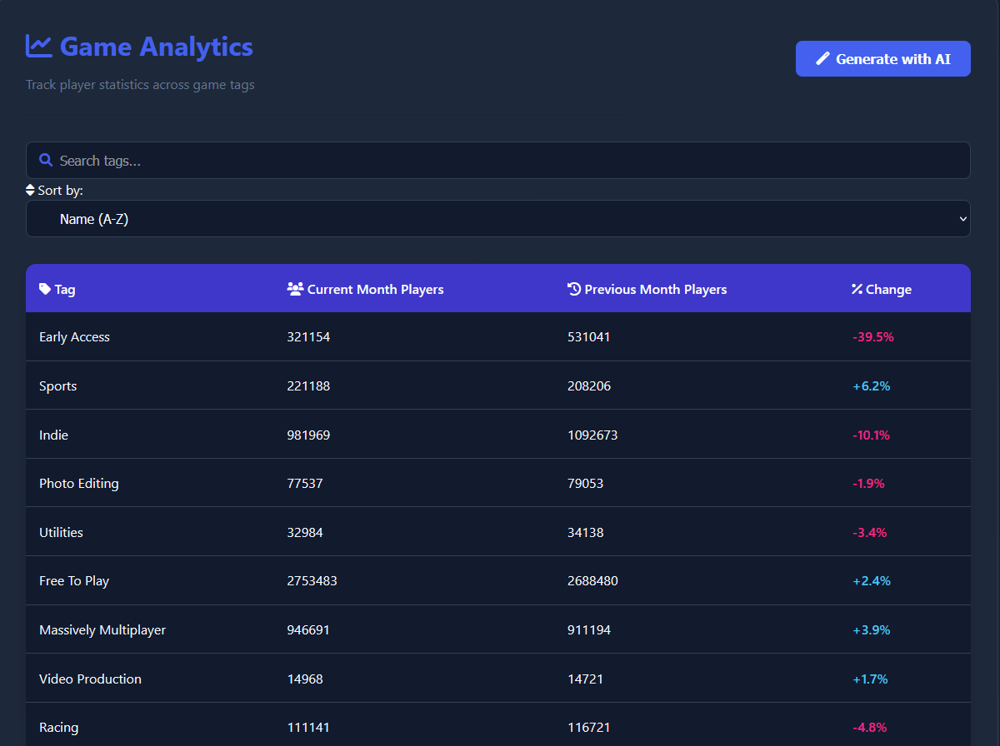 Game Analytics
Generate with AI
Track player statistics across game tags
Search tags...
Sort by:
Name (A-Z)
Tag Current Month Players Previous Month Players Change
Early Access 321154 531041 -39.5%
Sports 221188 208206 +6.2%
Indie 981969 1092673 -10.1%
Photo Editing 77537 79053 -1.9%
Utilities 32984 34138 -3.4%
Free To Play 2753483 2688480 +2.4%
Massively Multiplayer 946691 911194 +3.9%
Video Production 14968 14721 +1.7%
Racing 111141 116721 -4.8%